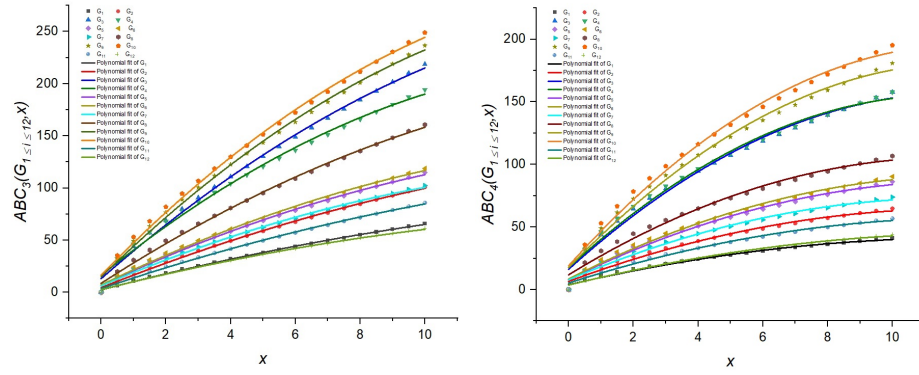 ABC3(G1 ≤ i ≤ 12,x)
250
200
150
100
50
0
G1 G2
G3 G4
G5 G6
G7 G8
G9 G10
G11 G12
Polynomial fit of G1
Polynomial fit of G2
Polynomial fit of G3
Polynomial fit of G4
Polynomial fit of G5
Polynomial fit of G6
Polynomial fit of G7
Polynomial fit of G8
Polynomial fit of G9
Polynomial fit of G10
Polynomial fit of G11
Polynomial fit of G12
0 2 4 6 8 10
x
ABC4(G1 ≤ i ≤ 12,x)
200
150
100
50
0
G1 G2
G3 G4
G5 G6
G7 G8
G9 G10
G11 G12
Polynomial fit of G1
Polynomial fit of G2
Polynomial fit of G3
Polynomial fit of G4
Polynomial fit of G5
Polynomial fit of G6
Polynomial fit of G7
Polynomial fit of G8
Polynomial fit of G9
Polynomial fit of G10
Polynomial fit of G11
Polynomial fit of G12
0 2 4 6 8 10
x